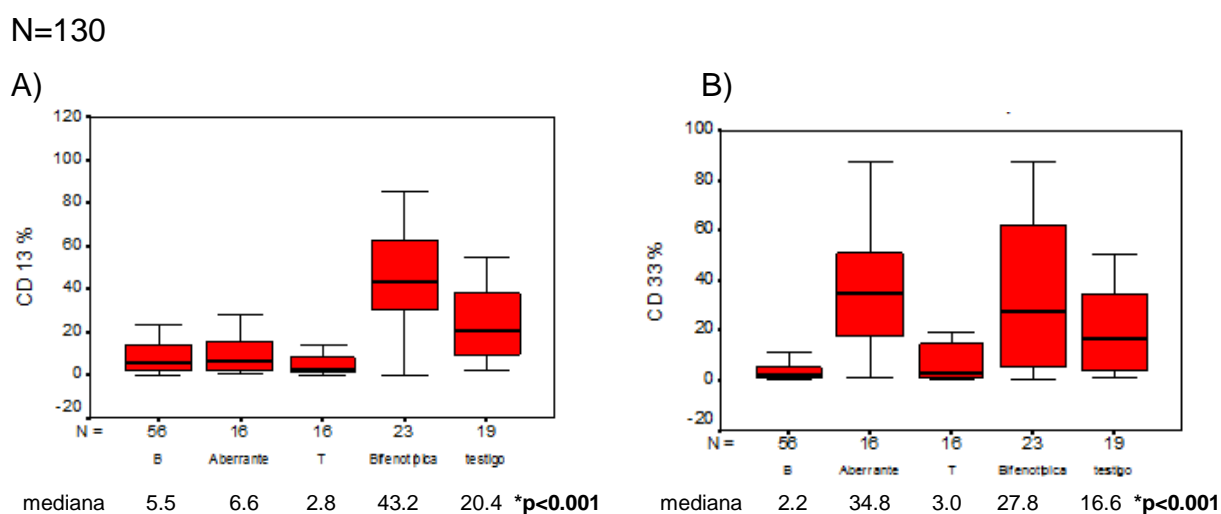 N=130
A)
B)
120
100
80
60
40
20
0
-20
CD 13 %
N = 56 16 16 23 19
B Aberrante T Bifenotípica testigo
mediana 5.5 6.6 2.8 43.2 20.4 *p<0.001
100
80
60
40
20
0
-20
CD 33 %
N = 56 16 16 23 19
B Aberrante T Bifenotípica testigo
mediana 2.2 34.8 3.0 27.8 16.6 *p<0.001